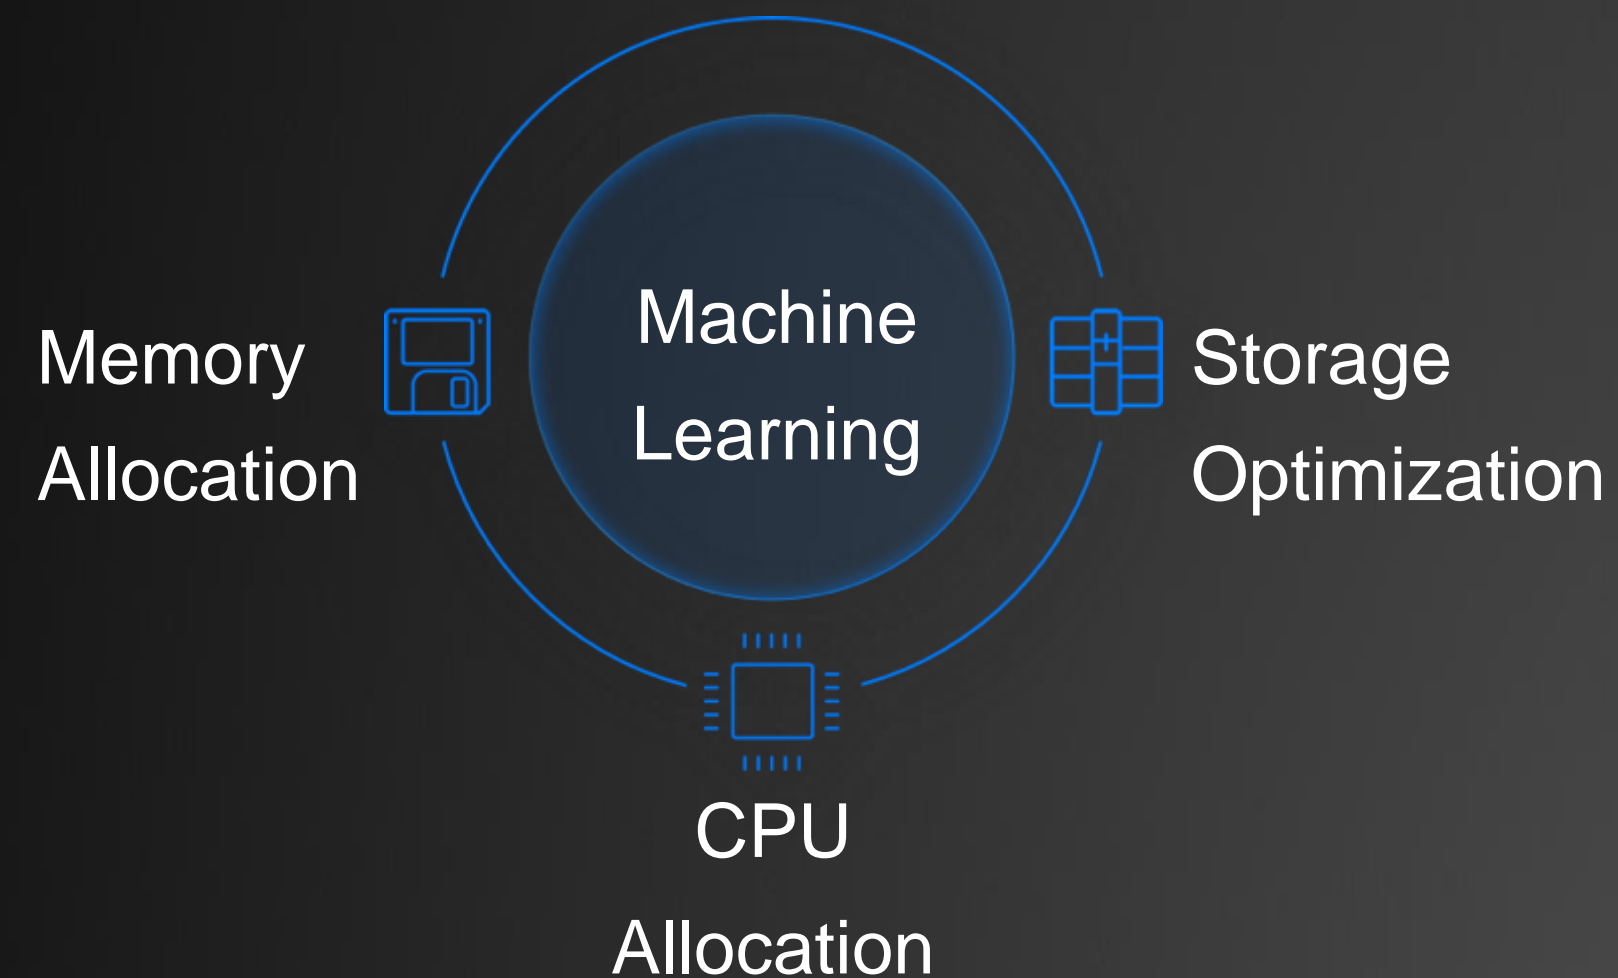 Machine
Learning
Memory
Allocation
Storage
Optimization
CPU
Allocation